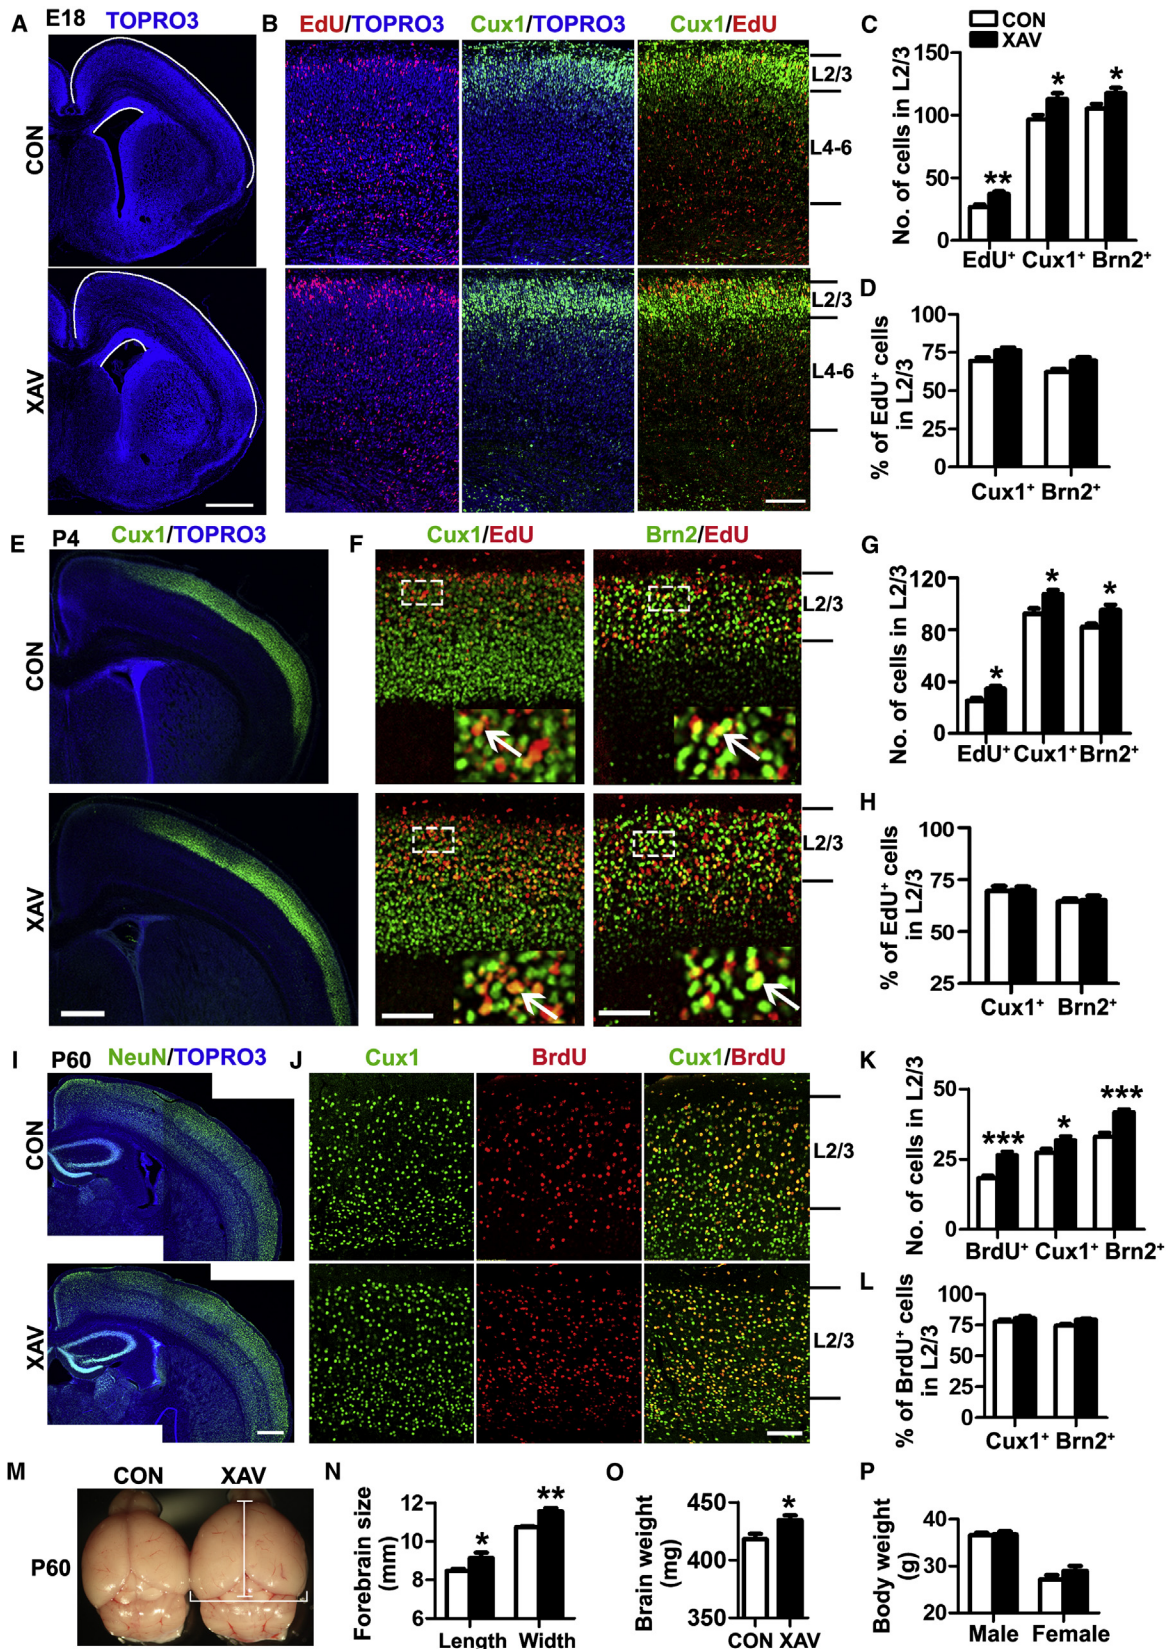 A E18 TOPRO3
CON
XAV
B EdU/TOPRO3 Cux1/TOPRO3 Cux1/EdU
L2/3
L4-6
L2/3
L4-6
C
CON
XAV
No. of cells in L2/3
150
100
50
0
** * *
EdU⁺ Cux1⁺ Brn2⁺
D
% of EdU⁺ cells
in L2/3
100
75
50
25
0
Cux1⁺ Brn2⁺
E P4 Cux1/TOPRO3
CON
XAV
F Cux1/EdU Brn2/EdU
L2/3
L2/3
G
No. of cells in L2/3
120
80
40
0
* * *
EdU⁺ Cux1⁺ Brn2⁺
H
% of EdU⁺ cells
in L2/3
100
75
50
25
Cux1⁺ Brn2⁺
I P60 NeuN/TOPRO3
CON
XAV
J Cux1 BrdU Cux1/BrdU
L2/3
L2/3
K
No. of cells in L2/3
50
25
0
*** * ***
BrdU⁺ Cux1⁺ Brn2⁺
L
% of BrdU⁺ cells
in L2/3
100
75
50
25
0
Cux1⁺ Brn2⁺
M CON XAV
P60
N
Forebrain size
(mm)
12
10
8
6
* **
Length Width
O
Brain weight
(mg)
450
400
350
*
CON XAV
P
Body weight
(g)
40
30
20
Male Female